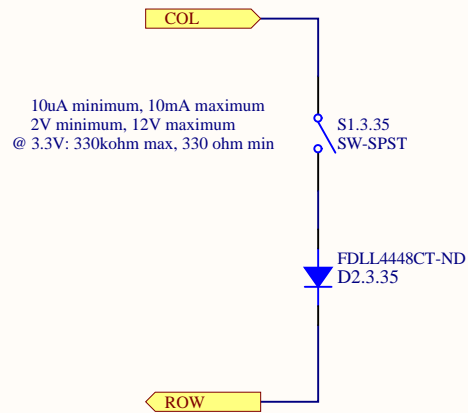 COL
10uA minimum, 10mA maximum
2V minimum, 12V maximum
@ 3.3V: 330kohm max, 330 ohm min
S1.3.35
SW-SPST
FDLL4448CT-ND
D2.3.35
ROW